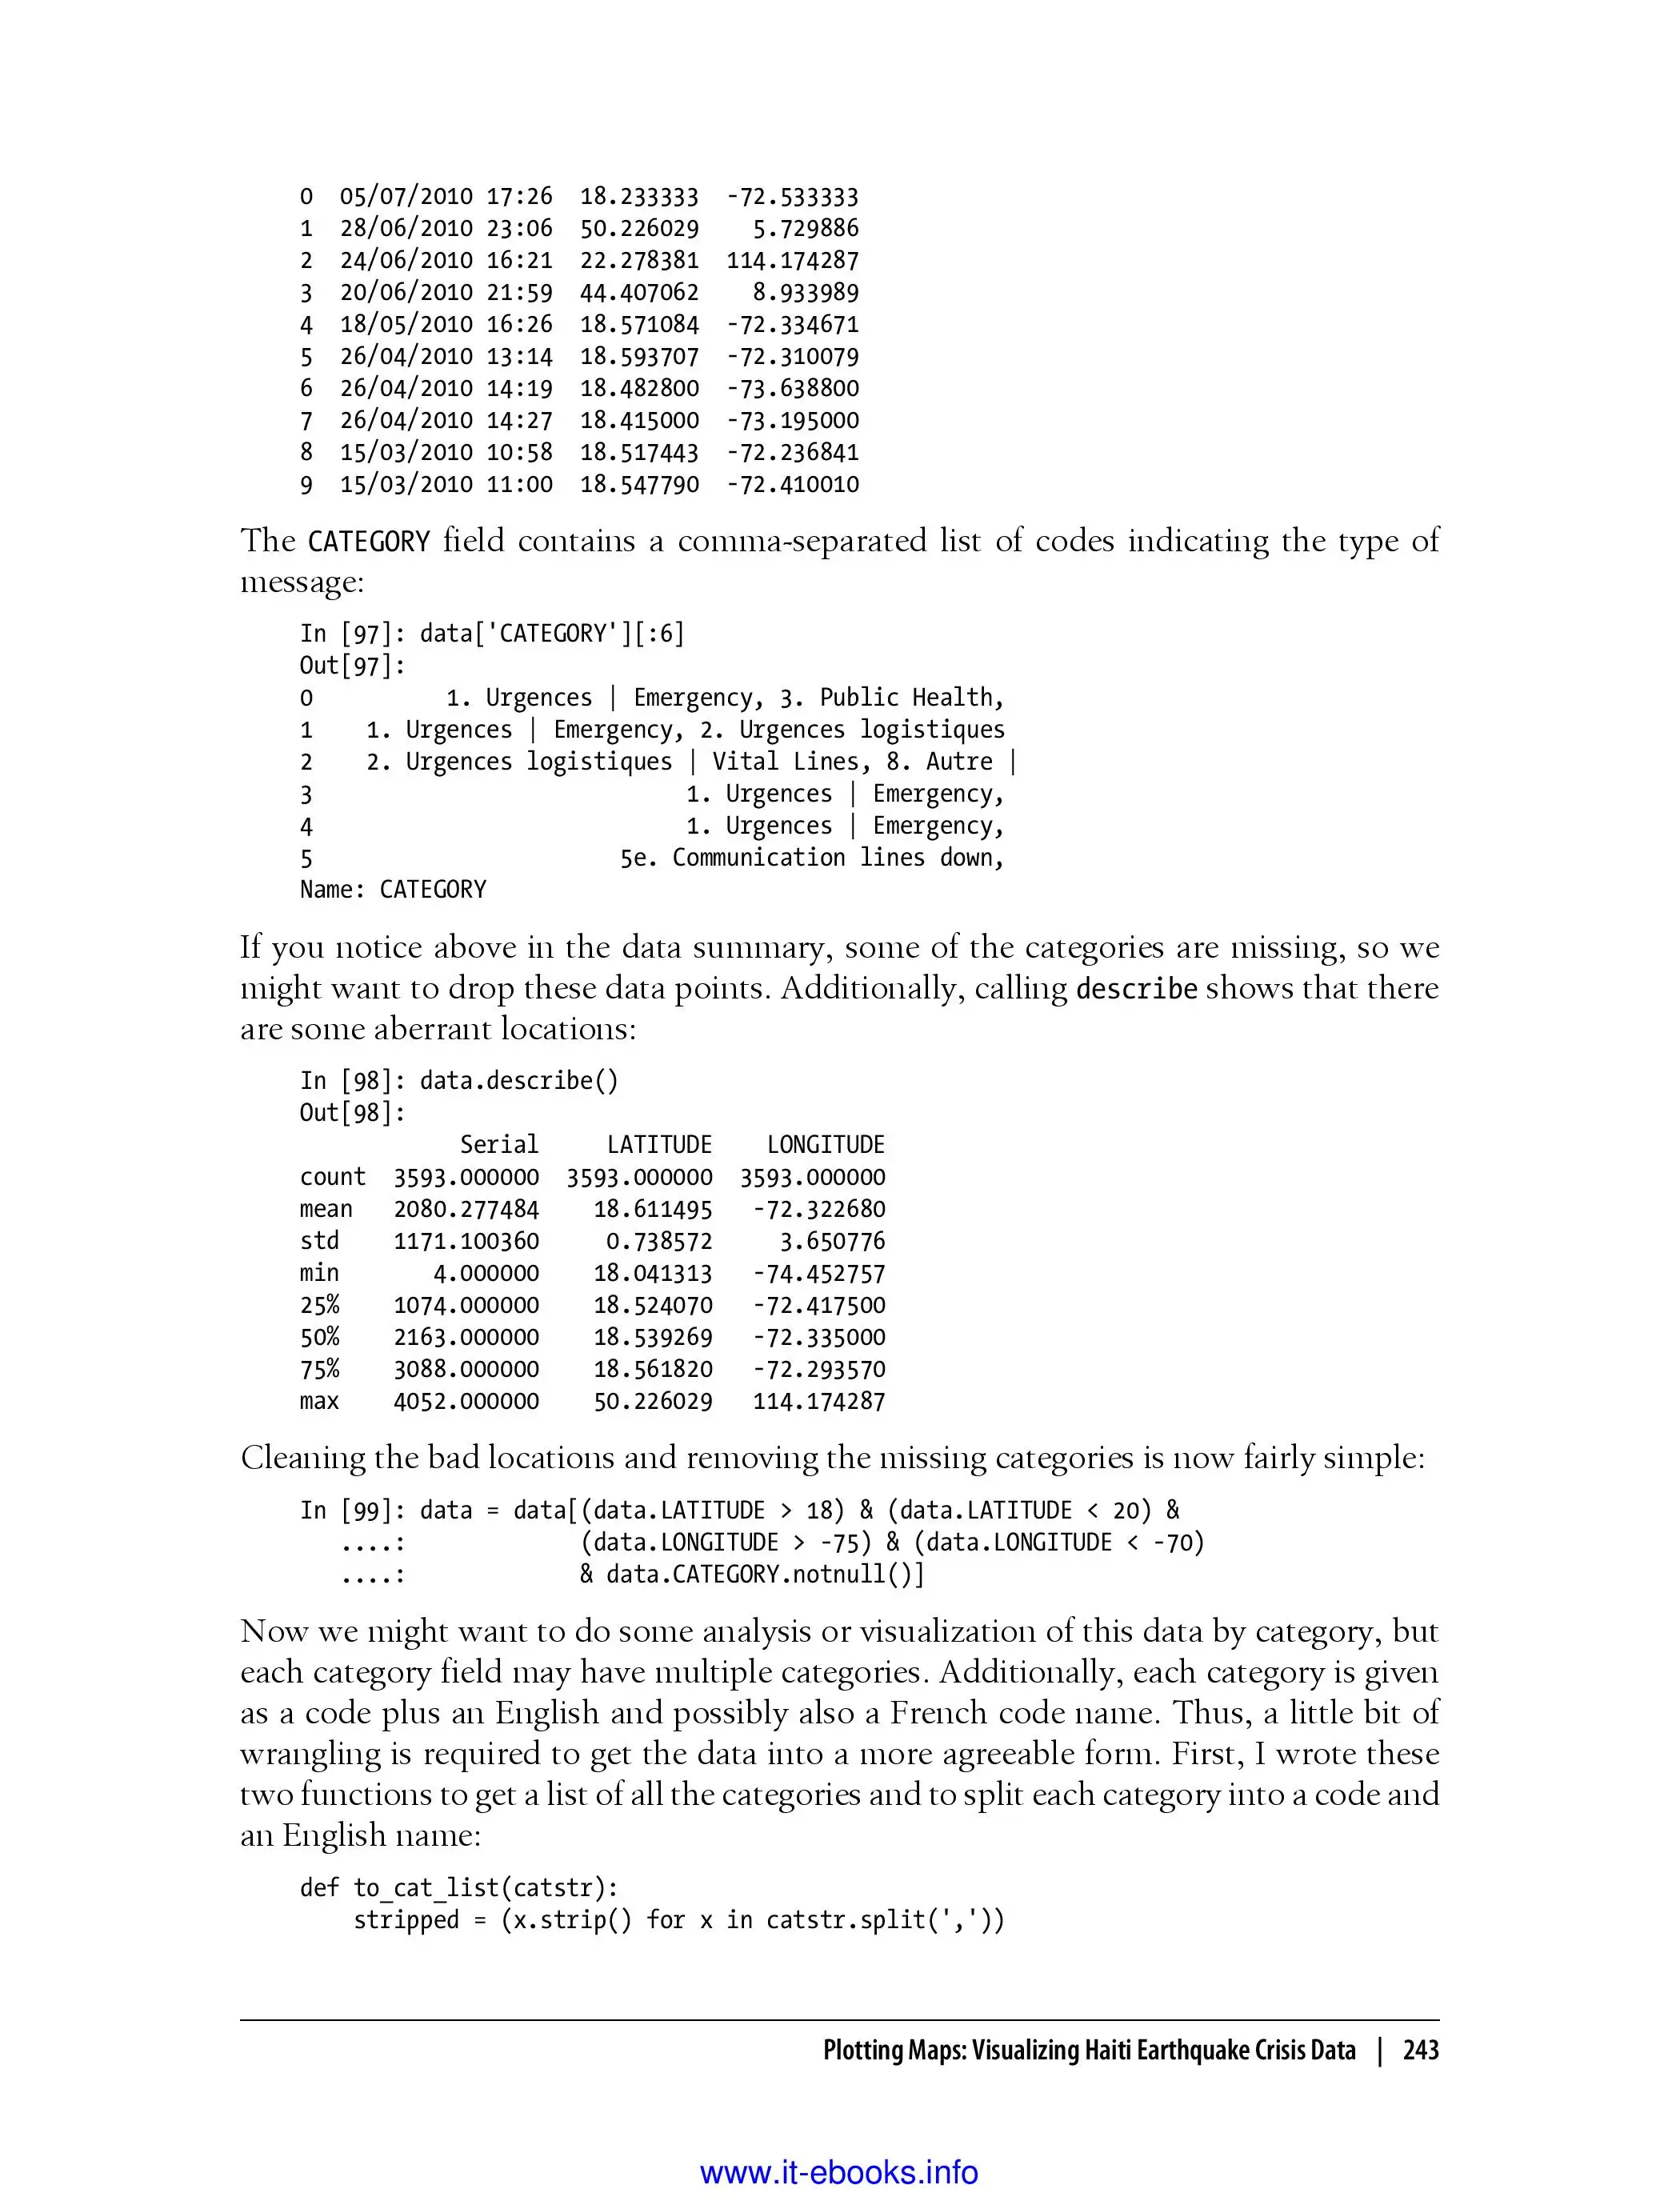 0  05/07/2010 17:26  18.233333  -72.533333
1  28/06/2010 23:06  50.226029    5.729886
2  24/06/2010 16:21  22.278381  114.174287
3  20/06/2010 21:59  44.407062    8.933989
4  18/05/2010 16:26  18.571084  -72.334671
5  26/04/2010 13:14  18.593707  -72.310079
6  26/04/2010 14:19  18.482800  -73.638800
7  26/04/2010 14:27  18.415000  -73.195000
8  15/03/2010 10:58  18.517443  -72.236841
9  15/03/2010 11:00  18.547790  -72.410010
The CATEGORY field contains a comma-separated list of codes indicating the type of
message:
In [97]: data['CATEGORY'][:6]
Out[97]:
0          1. Urgences | Emergency, 3. Public Health,
1    1. Urgences | Emergency, 2. Urgences logistiques
2    2. Urgences logistiques | Vital Lines, 8. Autre |
3                            1. Urgences | Emergency,
4                            1. Urgences | Emergency,
5                       5e. Communication lines down,
Name: CATEGORY
If you notice above in the data summary, some of the categories are missing, so we
might want to drop these data points. Additionally, calling describe shows that there
are some aberrant locations:
In [98]: data.describe()
Out[98]:
            Serial     LATITUDE    LONGITUDE
count  3593.000000  3593.000000  3593.000000
mean   2080.277484    18.611495   -72.322680
std    1171.100360     0.738572     3.650776
min       4.000000    18.041313   -74.452757
25%    1074.000000    18.524070   -72.417500
50%    2163.000000    18.539269   -72.335000
75%    3088.000000    18.561820   -72.293570
max    4052.000000    50.226029   114.174287
Cleaning the bad locations and removing the missing categories is now fairly simple:
In [99]: data = data[(data.LATITUDE > 18) & (data.LATITUDE < 20) &
   ....:             (data.LONGITUDE > -75) & (data.LONGITUDE < -70)
   ....:             & data.CATEGORY.notnull()]
Now we might want to do some analysis or visualization of this data by category, but
each category field may have multiple categories. Additionally, each category is given
as a code plus an English and possibly also a French code name. Thus, a little bit of
wrangling is required to get the data into a more agreeable form. First, I wrote these
two functions to get a list of all the categories and to split each category into a code and
an English name:
def to_cat_list(catstr):
    stripped = (x.strip() for x in catstr.split(','))
Plotting Maps: Visualizing Haiti Earthquake Crisis Data | 243
www.it-ebooks.info